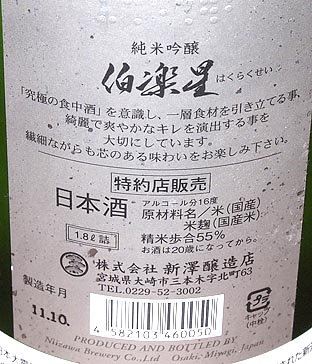 純米吟醸
伯楽星 はくらくせい
「究極の食中酒」を意識し、一層食材を引き立てる事、
綺麗で爽やかなキレを演出する事を
大切にしています。
繊細ながらも芯のある味わいをお楽しみ下さい。
特約店販売
日本酒
アルコール分16度
原材料名／米(国産)
米麹(国産米)
精米歩合55%
お酒は20歳になってから。
1.8ℓ詰
株式会社 新澤醸造店
宮城県大崎市三本木字北町63
TEL.0229-52-3002
製造年月
11.10.
4 582103 460050
プラ
キャップ
(中栓)
PRODUCED AND BOTTLED BY
Niizawa Brewery Co., Ltd. Osaki, Miyagi, Japan